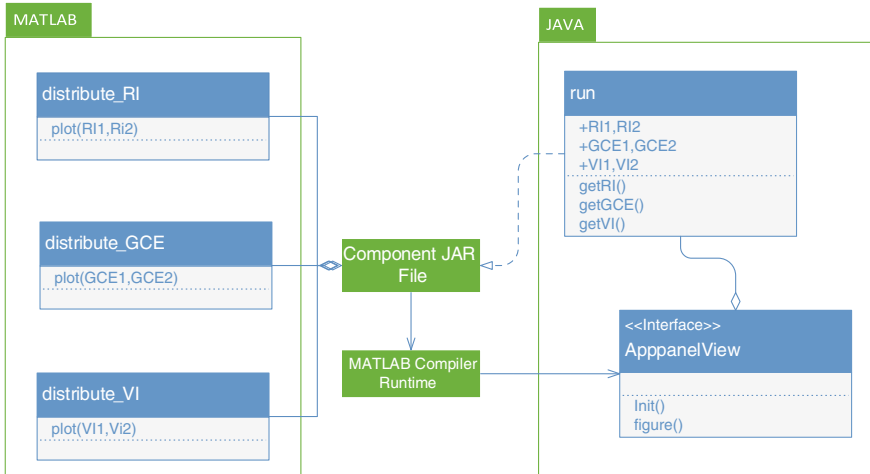 MATLAB
distribute_RI
plot(RI1,Ri2)
distribute_GCE
plot(GCE1,GCE2)
distribute_VI
plot(VI1,Vi2)
Component JAR
File
MATLAB Compiler
Runtime
JAVA
run
+RI1,RI2
+GCE1,GCE2
+VI1,VI2
getRI()
getGCE()
getVI()
<<Interface>>
ApppanelView
Init()
figure()